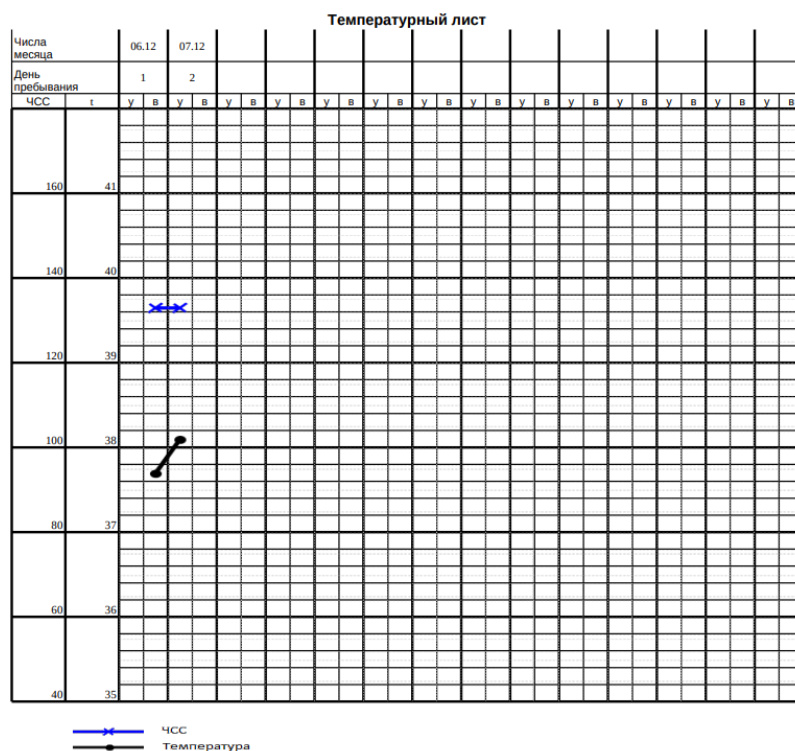 Температурный лист
Числа
месяца
06.12 07.12
День
пребывания
1 2
ЧСС t у в у в у в у в у в у в у в у в у в у в у в у в у в у в
160 41
140 40
120 39
100 38
80 37
60 36
40 35
ЧСС
Температура